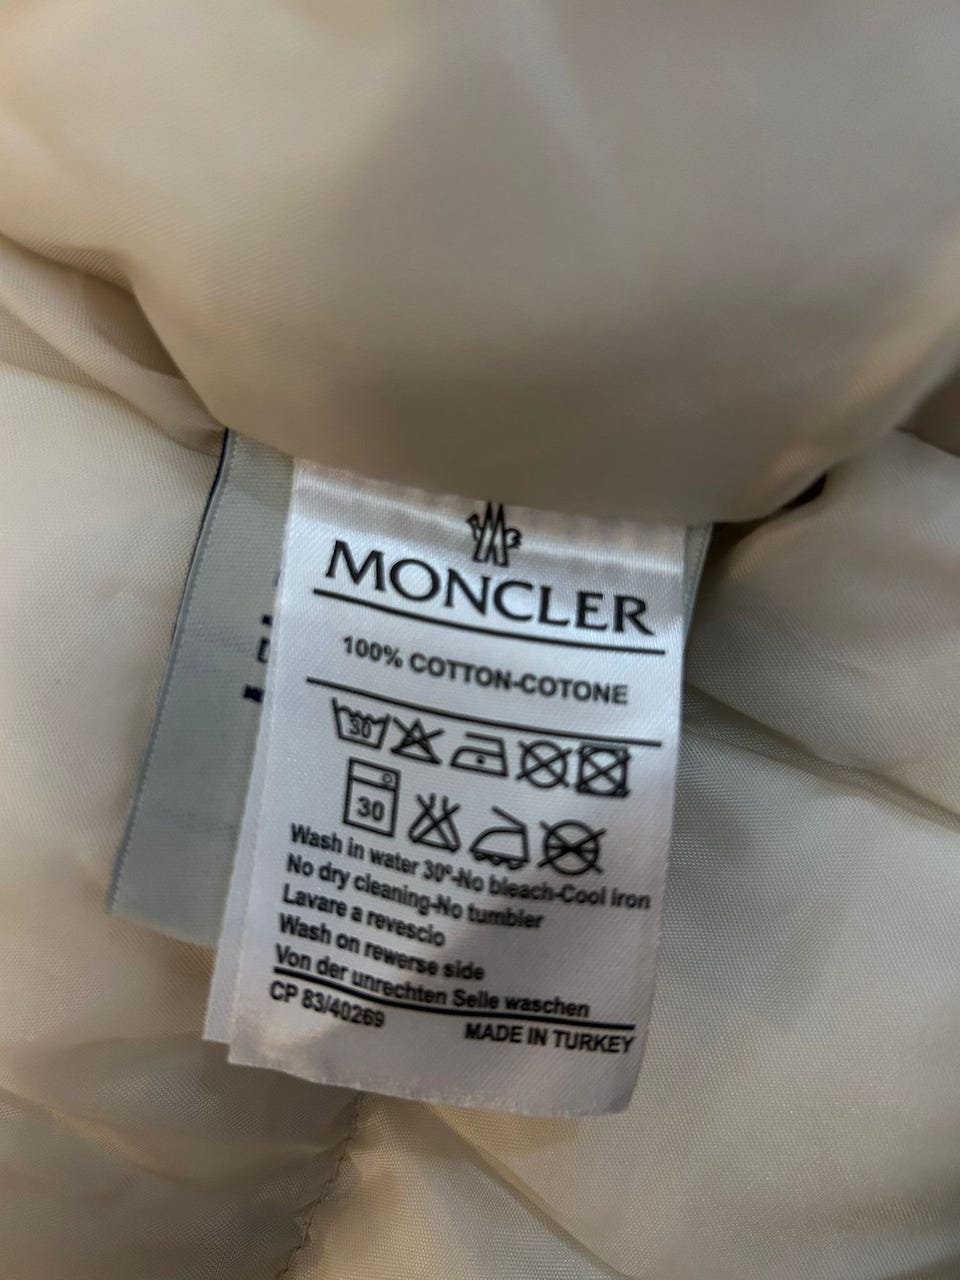 MONCLER
100% COTTON-COTONE
30
30
Wash in water 30º-No bleach-Cool Iron
No dry cleaning-No tumbler
Lavare a revescio
Wash on rewerse side
Von der unrechten Selle waschen
CP 83/40269
MADE IN TURKEY